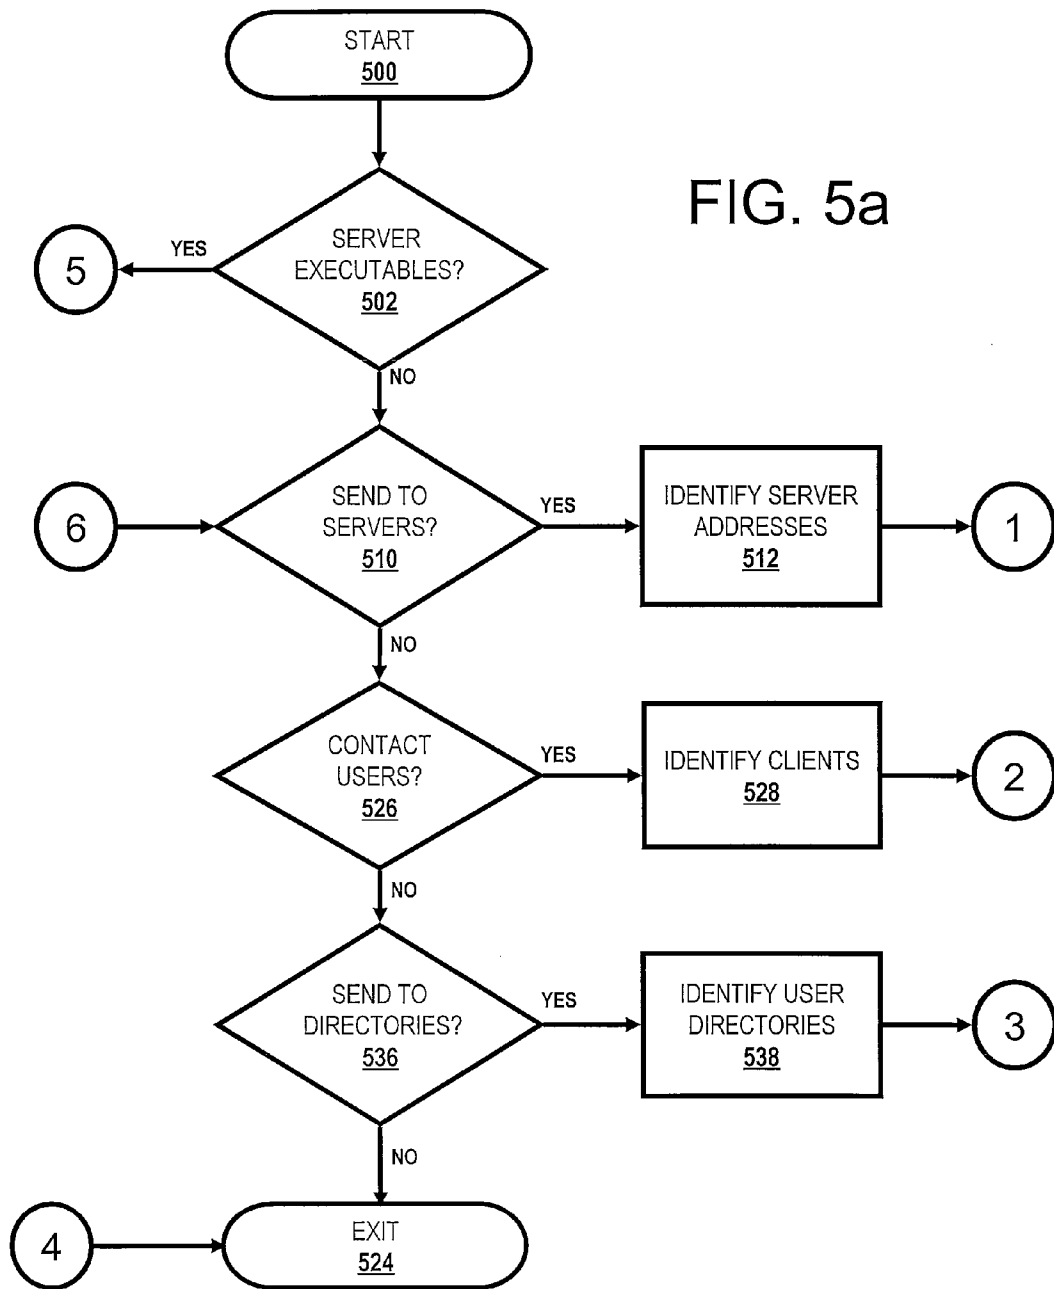 START
500
FIG. 5a
SERVER
EXECUTABLES?
502
YES
5
NO
6
SEND TO
SERVERS?
510
YES
IDENTIFY SERVER
ADDRESSES
512
1
NO
CONTACT
USERS?
526
YES
IDENTIFY CLIENTS
528
2
NO
SEND TO
DIRECTORIES?
536
YES
IDENTIFY USER
DIRECTORIES
538
3
NO
4
EXIT
524